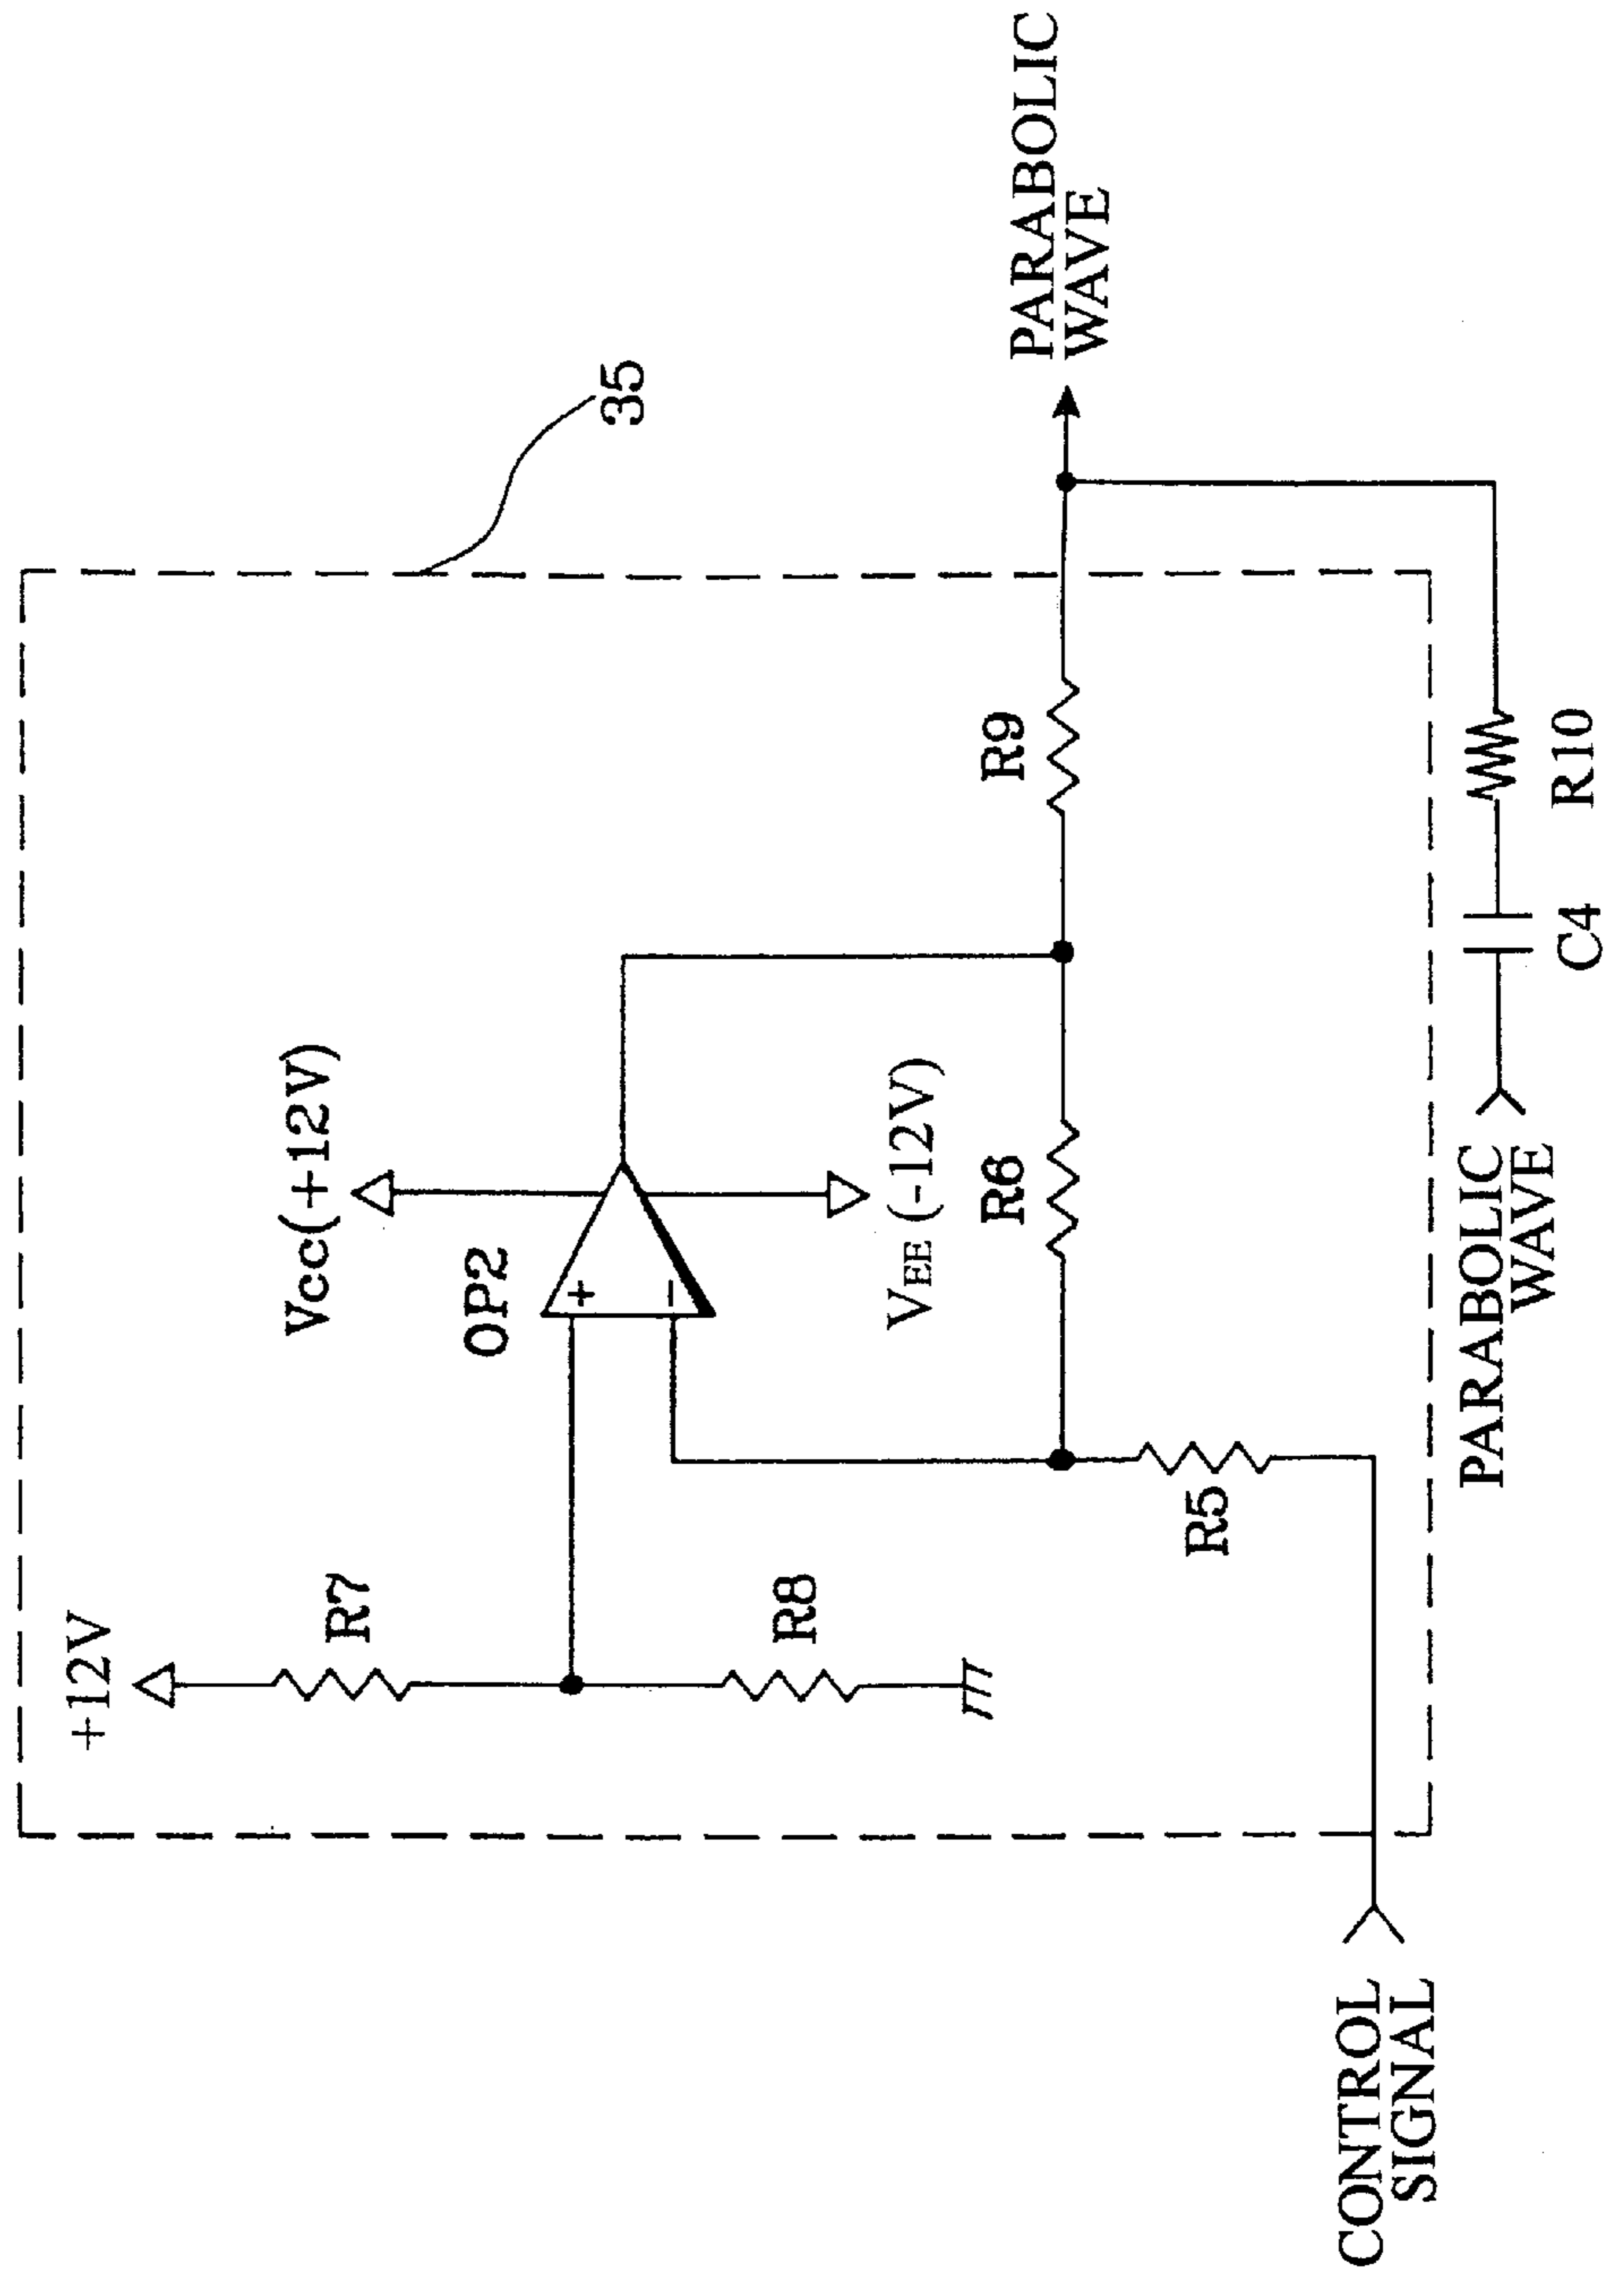 +12V
R7
R8
Vcc(+12V)
OP2
+
−
VEE (-12V)
R6
R9
R5
35
PARABOLIC
WAVE
CONTROL
SIGNAL
PARABOLIC
WAVE
C4
R10